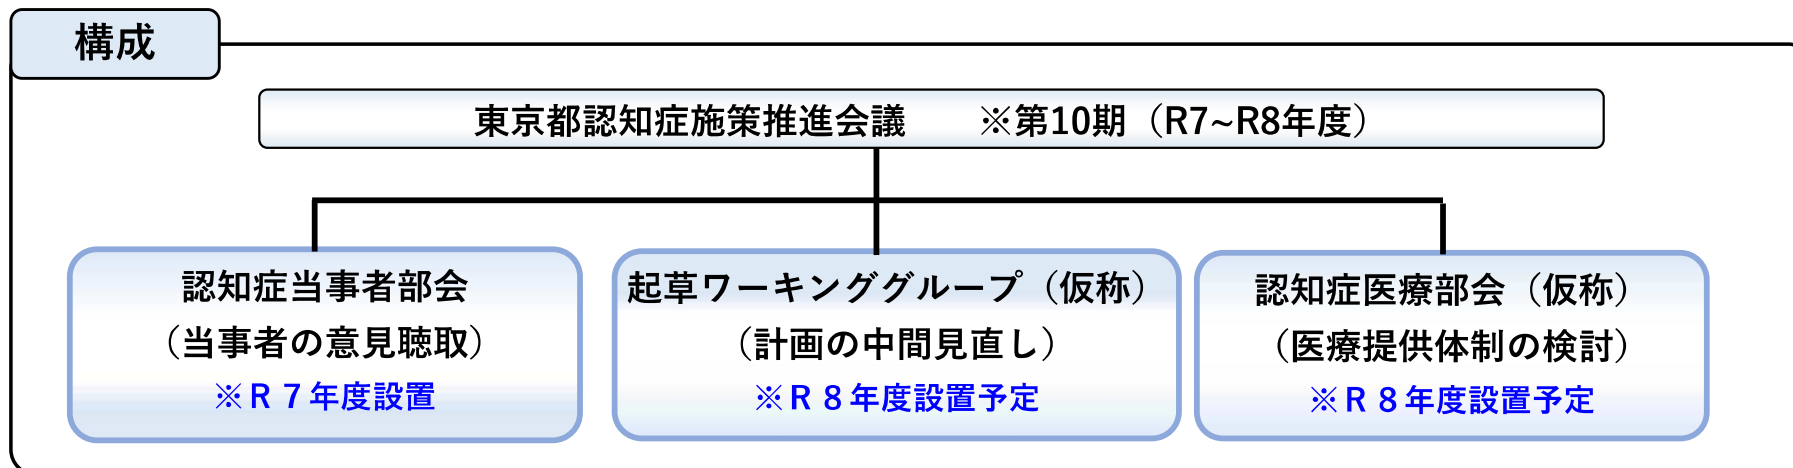 構成
東京都認知症施策推進会議　　※第10期（R7~R8年度）
認知症当事者部会
（当事者の意見聴取）
※Ｒ７年度設置
起草ワーキンググループ（仮称）
（計画の中間見直し）
※Ｒ８年度設置予定
認知症医療部会（仮称）
（医療提供体制の検討）
※Ｒ８年度設置予定